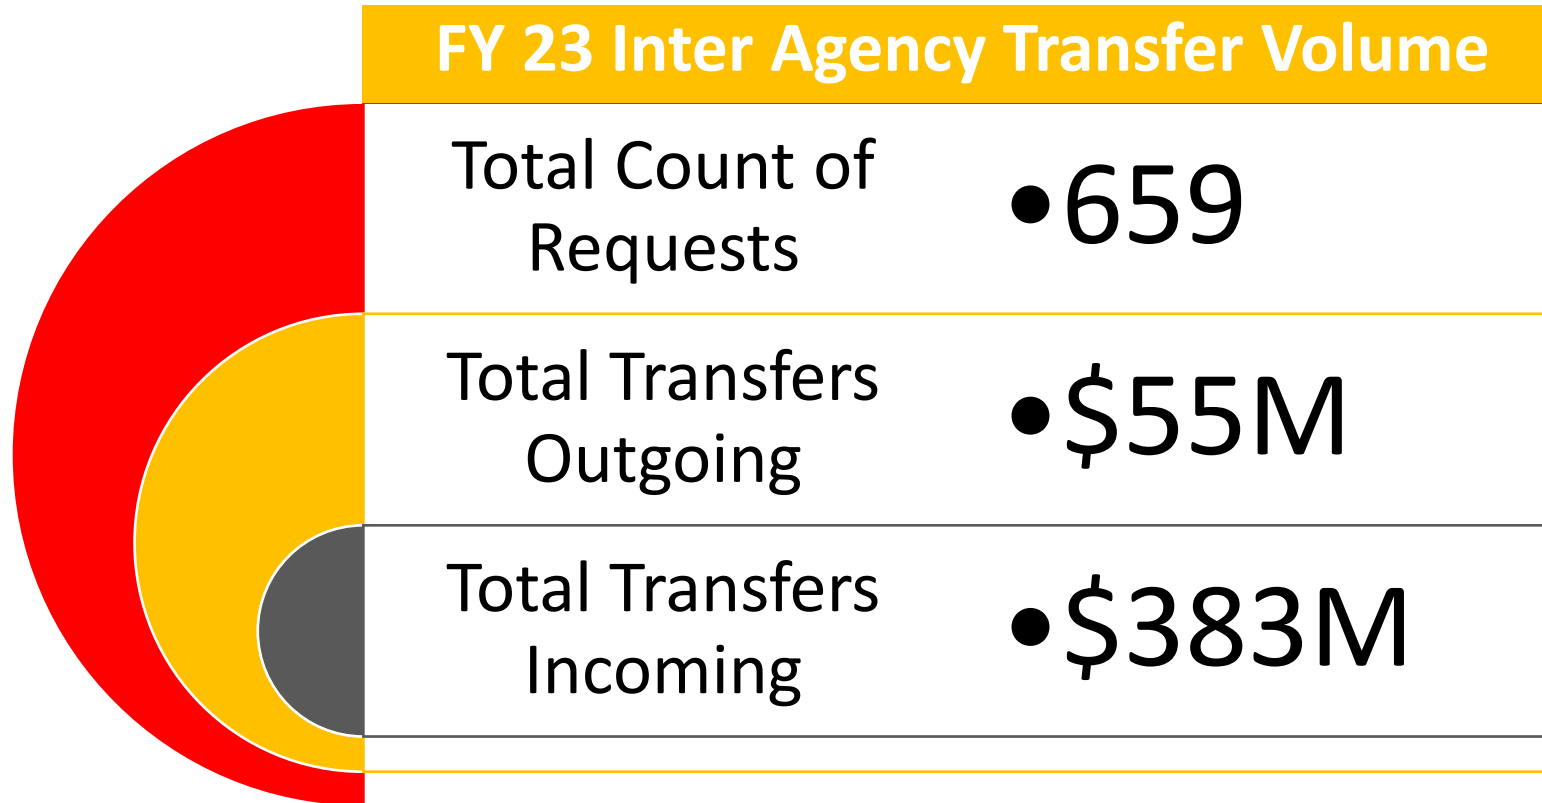 FY 23 Inter Agency Transfer Volume
Total Count of
Requests
•659
Total Transfers
Outgoing
•$55M
Total Transfers
Incoming
•$383M